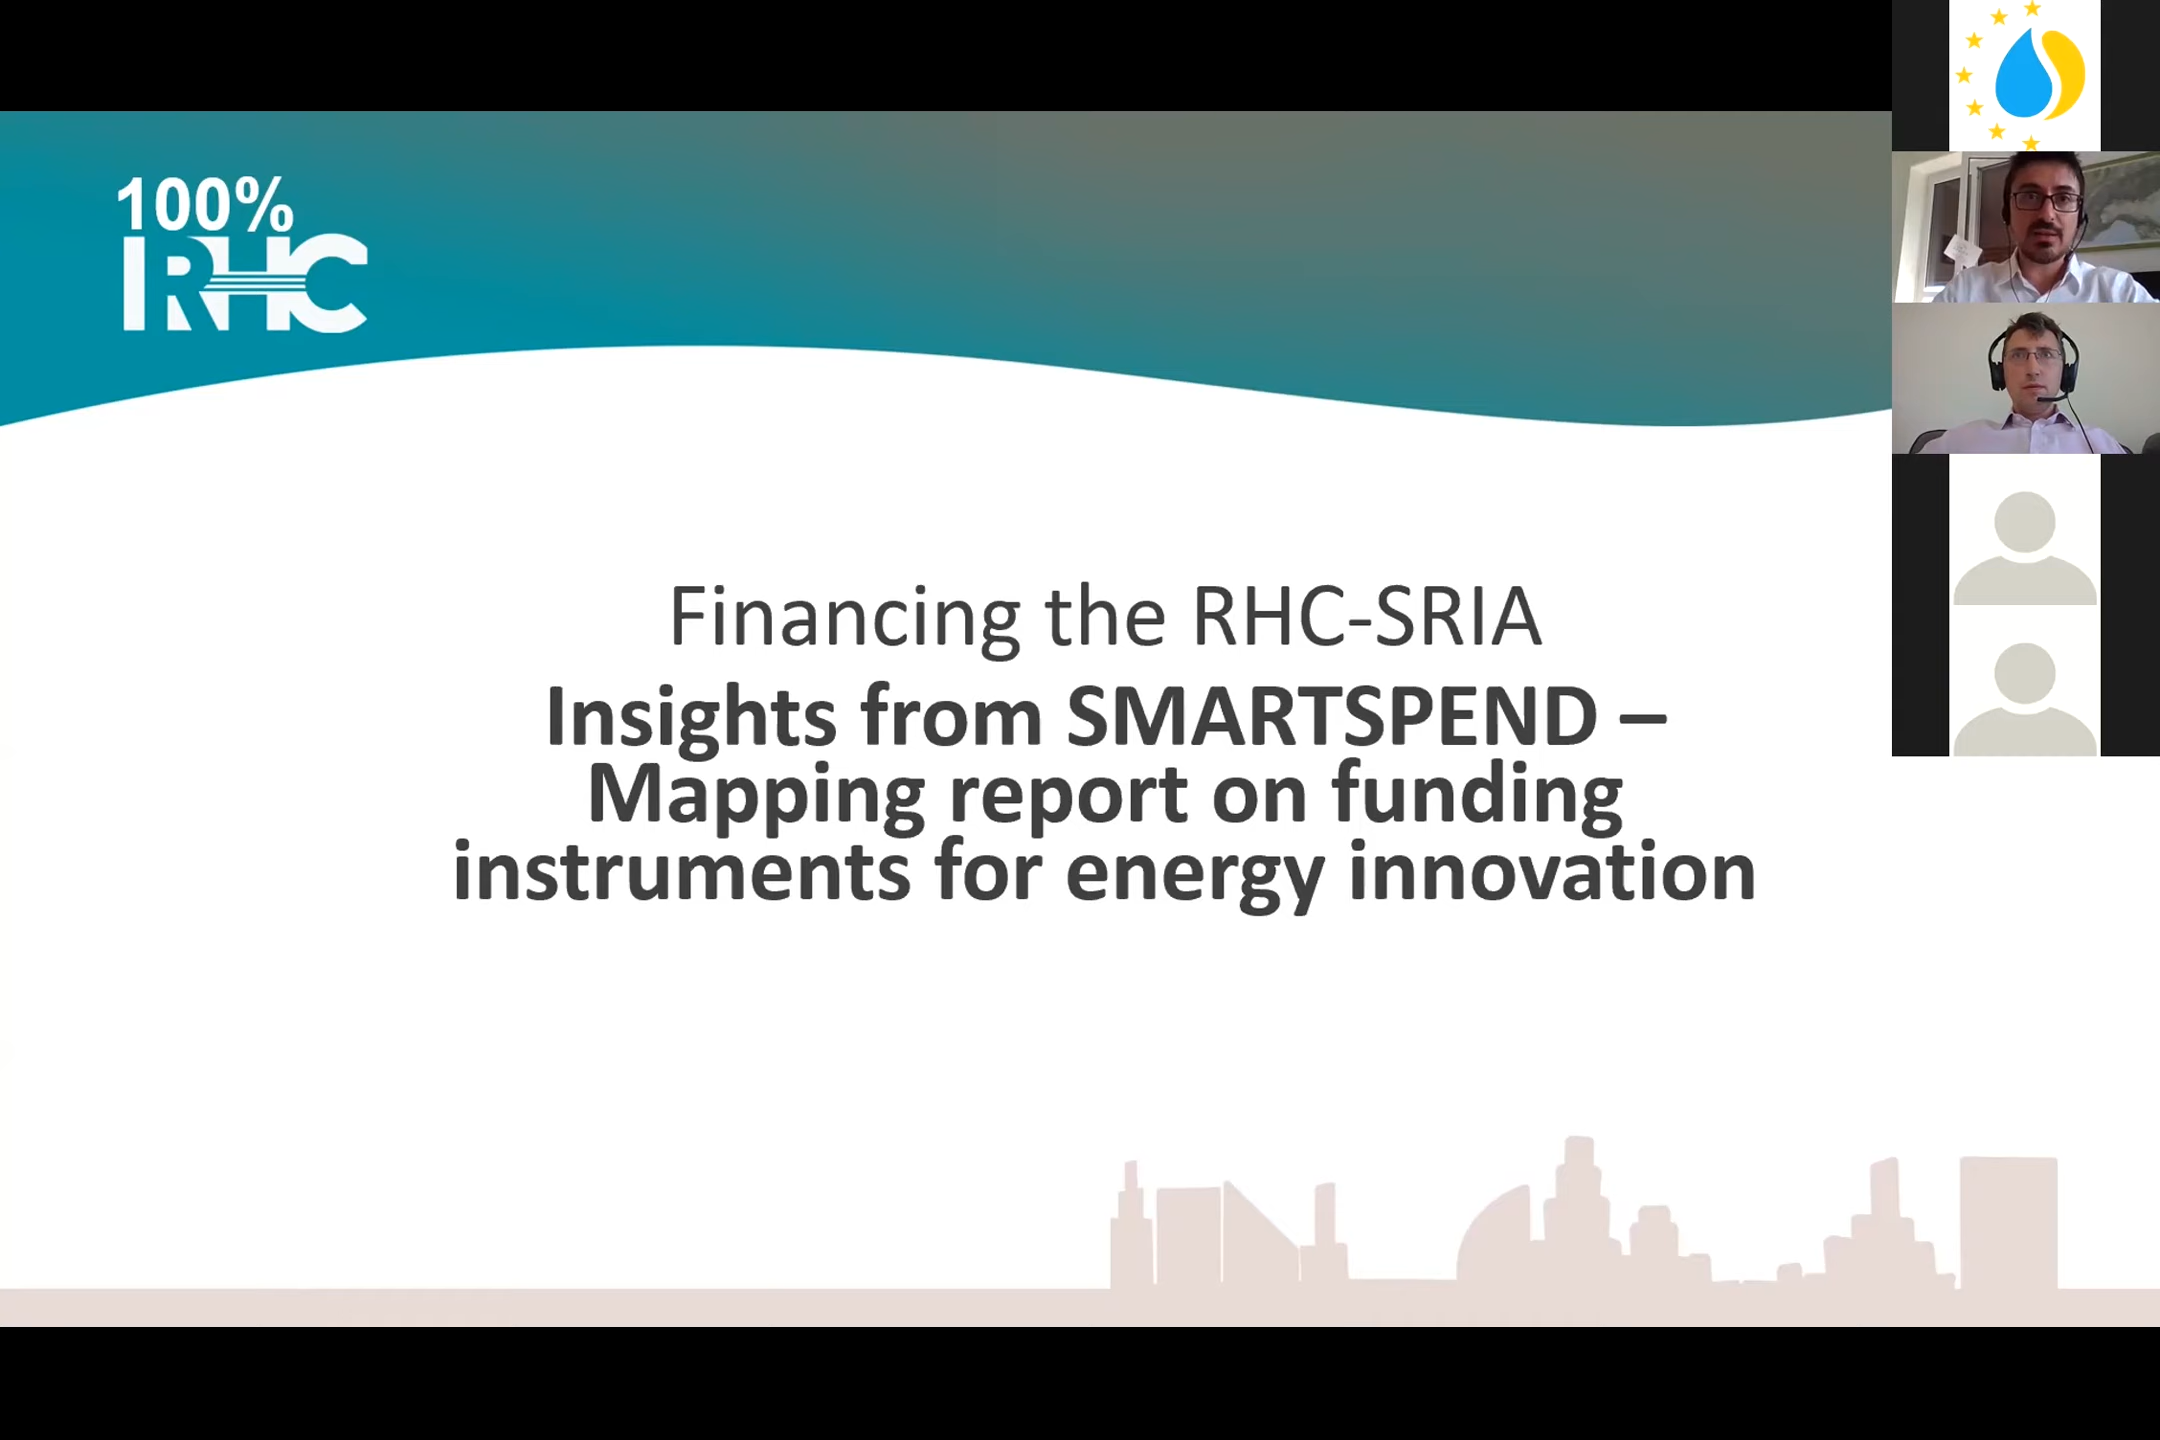 100%
RHC
Financing the RHC-SRIA
Insights from SMARTSPEND –
Mapping report on funding
instruments for energy innovation